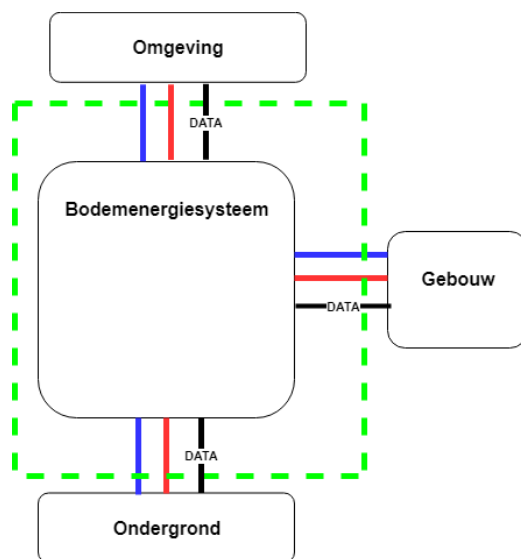 Omgeving
DATA
Bodemenergiesysteem
Gebouw
DATA
DATA
Ondergrond